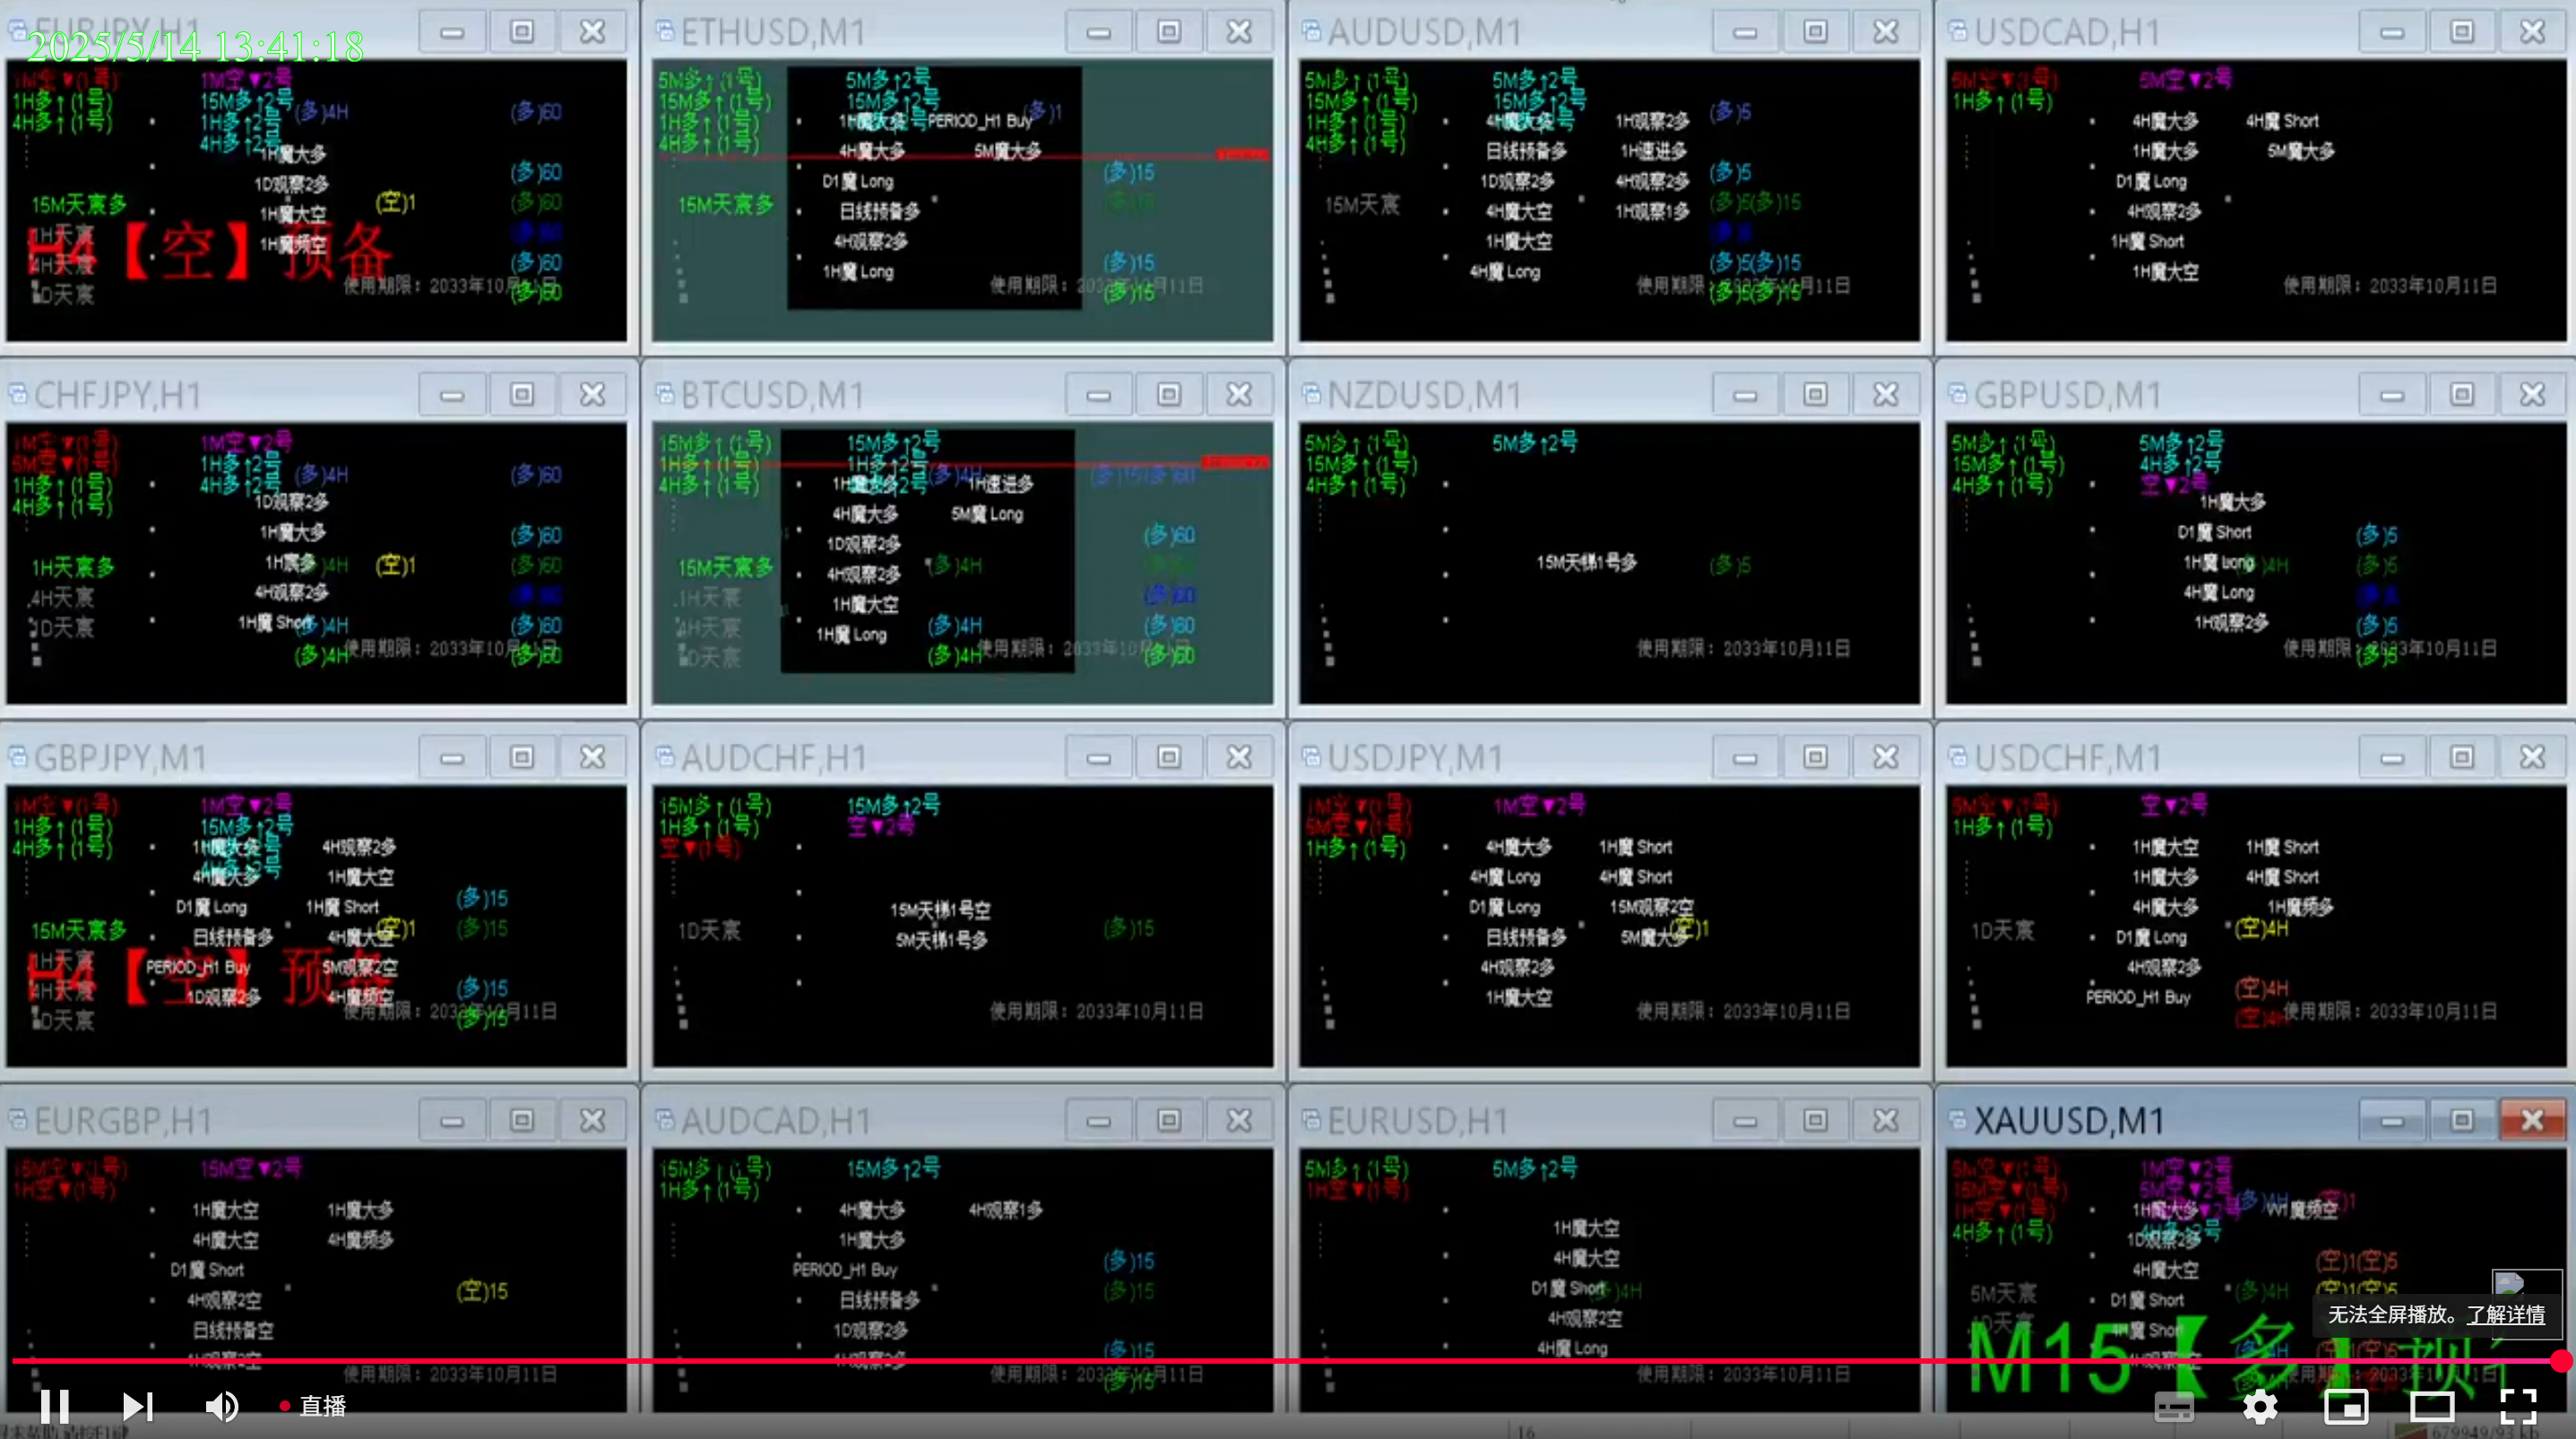 2025/5/14 13:41:18
EURJPY,H1
1M空▼(1号)
1H多↑(1号)
4H多↑(1号)
1M空▼2号
15M多↑2号
1H多↑2号
4H多↑2号
(多)4H
(多)60
1H魔大多
1D观察2多
1H魔大空
1H魔频空
(空)1
(多)60
(多)60
(多)60
(多)60
15M天宸多
1H天宸
4H天宸
1D天宸
H4【空】预备
使用期限：2033年10月11日
ETHUSD,M1
5M多↑(1号)
15M多↑(1号)
1H多↑(1号)
4H多↑(1号)
5M多↑2号
15M多↑2号
(多)1
1H魔大多
PERIOD_H1 Buy
4H魔大多
5M魔大多
D1魔 Long
日线预备多
4H观察2多
1H魔 Long
15M天宸多
(多)15
(多)15
(多)15
(多)15
使用期限：2033年10月11日
AUDUSD,M1
5M多↑(1号)
15M多↑(1号)
1H多↑(1号)
4H多↑(1号)
5M多↑2号
15M多↑2号
4H魔大多
1H观察2多
日线预备多
1H速进多
1D观察2多
4H观察2多
4H魔大空
1H观察1多
1H魔大空
4H魔 Long
15M天宸
(多)5
(多)5
(多)5(多)15
(多)5(多)15
(多)5(多)15
使用期限：2033年10月11日
USDCAD,H1
5M空▼(1号)
1H多↑(1号)
5M空▼2号
4H魔大多
4H魔 Short
1H魔大多
5M魔大多
D1魔 Long
4H观察2多
1H魔 Short
1H魔大空
使用期限：2033年10月11日
CHFJPY,H1
1M空▼(1号)
5M空▼(1号)
1H多↑(1号)
4H多↑(1号)
1M空▼2号
1H多↑2号
4H多↑2号
(多)4H
(多)60
1D观察2多
1H魔大多
1H宸多
(多)4H
(空)1
4H观察2多
1H魔 Short
(多)4H
(多)4H
(多)60
(多)60
(多)60
(多)60
1H天宸多
4H天宸
1D天宸
使用期限：2033年10月11日
BTCUSD,M1
15M多↑(1号)
1H多↑(1号)
4H多↑(1号)
15M多↑2号
1H多↑2号
(多)4H
(多)15(多)60
1H速进多
4H魔大多
5M魔 Long
1D观察2多
4H观察2多
(多)4H
1H魔大空
1H魔 Long
(多)4H
(多)4H
(多)60
(多)60
(多)60
(多)60
15M天宸多
1H天宸
4H天宸
1D天宸
使用期限：2033年10月11日
NZDUSD,M1
5M多↑(1号)
15M多↑(1号)
4H多↑(1号)
5M多↑2号
15M天梯1号多
(多)5
使用期限：2033年10月11日
GBPUSD,M1
5M多↑(1号)
15M多↑(1号)
4H多↑(1号)
5M多↑2号
4H多↑2号
空▼2号
1H魔大多
D1魔 Short
1H魔 Long
(多)4H
4H魔 Long
1H观察2多
(多)5
(多)5
(多)5
(多)5
使用期限：2033年10月11日
GBPJPY,M1
1M空▼(1号)
1H多↑(1号)
4H多↑(1号)
1M空▼2号
15M多↑2号
4H多↑2号
1H魔大多
4H观察2多
4H魔大多
1H魔大空
D1魔 Long
1H魔 Short
日线预备多
4H魔大空
(空)1
PERIOD_H1 Buy
5M观察2空
1D观察2多
4H魔频空
(多)15
(多)15
(多)15
(多)15
15M天宸多
1H天宸
4H天宸
1D天宸
H4【空】预备
使用期限：2033年10月11日
AUDCHF,H1
15M多↑(1号)
1H多↑(1号)
空▼(1号)
15M多↑2号
空▼2号
15M天梯1号空
5M天梯1号多
1D天宸
(多)15
使用期限：2033年10月11日
USDJPY,M1
1M空▼(1号)
5M空▼(1号)
1H多↑(1号)
1M空▼2号
4H魔大多
1H魔 Short
4H魔 Long
4H魔 Short
D1魔 Long
15M观察2空
日线预备多
5M魔大多
(空)1
4H观察2多
1H魔大空
使用期限：2033年10月11日
USDCHF,M1
5M空▼(1号)
1H多↑(1号)
空▼2号
1H魔大空
1H魔 Short
1H魔大多
4H魔 Short
4H魔大多
1H魔频多
D1魔 Long
(空)4H
4H观察2多
PERIOD_H1 Buy
(空)4H
(空)4H
1D天宸
使用期限：2033年10月11日
EURGBP,H1
15M空▼(1号)
1H空▼(1号)
15M空▼2号
1H魔大空
1H魔大多
4H魔大空
4H魔频多
D1魔 Short
4H观察2空
日线预备空
(空)15
使用期限：2033年10月11日
AUDCAD,H1
15M多↑(1号)
1H多↑(1号)
15M多↑2号
4H魔大多
4H观察1多
1H魔大多
PERIOD_H1 Buy
日线预备多
1D观察2多
4H观察2多
(多)15
(多)15
(多)15
(多)15
使用期限：2033年10月11日
EURUSD,H1
5M多↑(1号)
1H空▼(1号)
5M多↑2号
1H魔大空
4H魔大空
D1魔 Short
(多)4H
4H观察2空
4H魔 Long
使用期限：2033年10月11日
XAUUSD,M1
5M空▼(1号)
15M空▼(1号)
1H空▼(1号)
4H多↑(1号)
1M空▼2号
5M空▼2号
(多)4H
(空)1
1H魔大多
W1魔频空
1D观察2多
4H魔大空
D1魔 Short
(多)4H
(空)1(空)5
(空)1(空)5
5M天宸
1D天宸
M15【多】预
无法全屏播放。了解详情
直播
16